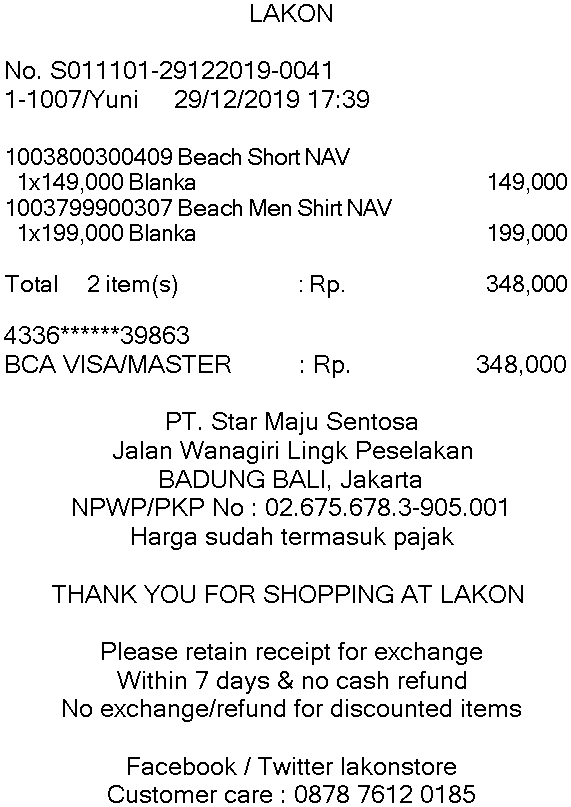 LAKON
No. S011101-29122019-0041
1-1007/Yuni 29/12/2019 17:39
1003800300409 Beach Short NAV
1x149,000 Blanka 149,000
1003799900307 Beach Men Shirt NAV
1x199,000 Blanka 199,000
Total 2 item(s) : Rp. 348,000
4336******39863
BCA VISA/MASTER : Rp. 348,000
PT. Star Maju Sentosa
Jalan Wanagiri Lingk Peselakan
BADUNG BALI, Jakarta
NPWP/PKP No : 02.675.678.3-905.001
Harga sudah termasuk pajak
THANK YOU FOR SHOPPING AT LAKON
Please retain receipt for exchange
Within 7 days & no cash refund
No exchange/refund for discounted items
Facebook / Twitter lakonstore
Customer care : 0878 7612 0185